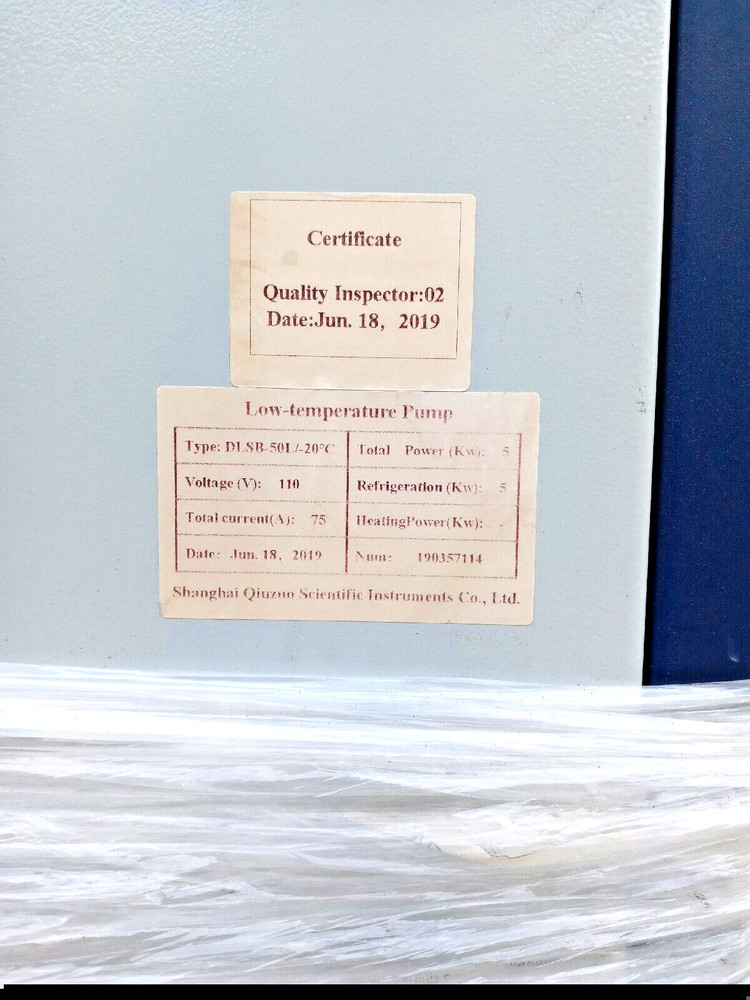 Certificate
Quality Inspector:02
Date:Jun. 18, 2019
Low-temperature Pump
Type: DLSB-50L/-20°C
Total Power (Kw): 5
Voltage (V): 110
Refrigeration (Kw): 5
Total current(A): 75
HeatingPower(Kw): -
Date: Jun. 18, 2019
Num: 190357114
Shanghai Qiuzuo Scientific Instruments Co., Ltd.